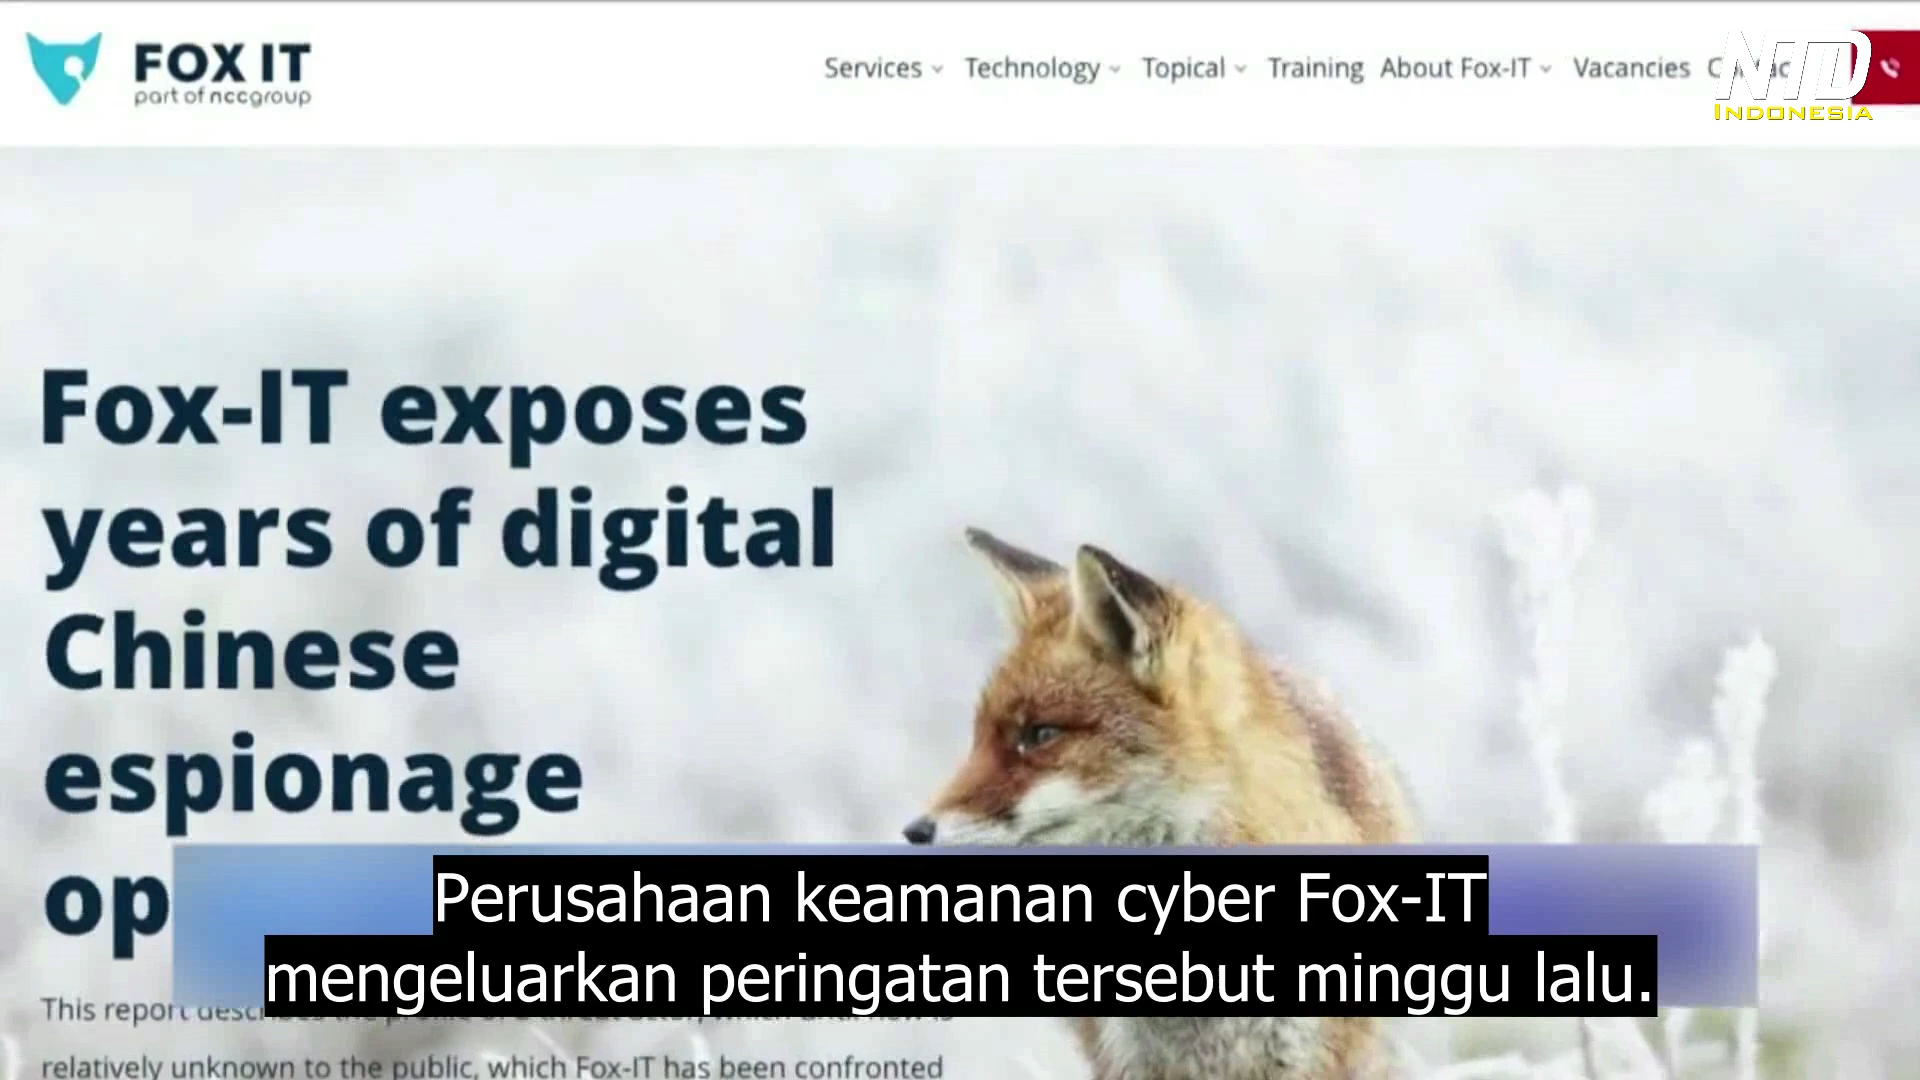 FOX IT
part of nccgroup
Services Technology Topical Training About Fox-IT Vacancies
NTD
INDONESIA
Fox-IT exposes
years of digital
Chinese
espionage
op
Perusahaan keamanan cyber Fox-IT
mengeluarkan peringatan tersebut minggu lalu.
This report
relatively unknown to the public, which Fox-IT has been confronted